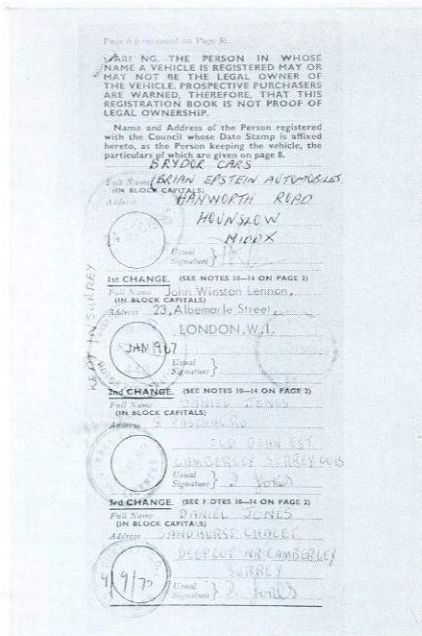 Page 6 (continued on Page 8).
WARNING. THE PERSON IN WHOSE
NAME A VEHICLE IS REGISTERED MAY OR
MAY NOT BE THE LEGAL OWNER OF
THE VEHICLE. PROSPECTIVE PURCHASERS
ARE WARNED, THEREFORE, THAT THIS
REGISTRATION BOOK IS NOT PROOF OF
LEGAL OWNERSHIP.
Name and Address of the Person registered
with the Council whose Date Stamp is affixed
hereto, as the Person keeping the vehicle, the
particulars of which are given on page 8.
BRYDOR CARS
Full Name (BRIAN EPSTEIN AUTOMOBILES
(IN BLOCK CAPITALS)
Address HANWORTH ROAD
HOUNSLOW
MIDDX
Usual
Signature
KEPT IN SURREY
1st CHANGE. (SEE NOTES 10—14 ON PAGE 2)
Full Name John Winston Lennon,
(IN BLOCK CAPITALS)
Address 23, Albemarle Street,
LONDON, W.1.
JAN 1967
Usual
Signature
2nd CHANGE. (SEE NOTES 10—14 ON PAGE 2)
Full Name DANIEL JONES
(IN BLOCK CAPITALS)
Address
OLD DEAN EST
CAMBERLEY SURREY
Usual
Signature D Jones
3rd CHANGE. (SEE NOTES 10—14 ON PAGE 2)
Full Name DANIEL JONES
(IN BLOCK CAPITALS)
Address SANDHURST CHALET
DEEPCUT NR CAMBERLEY
SURREY
9/9/70
Usual
Signature D. Jones